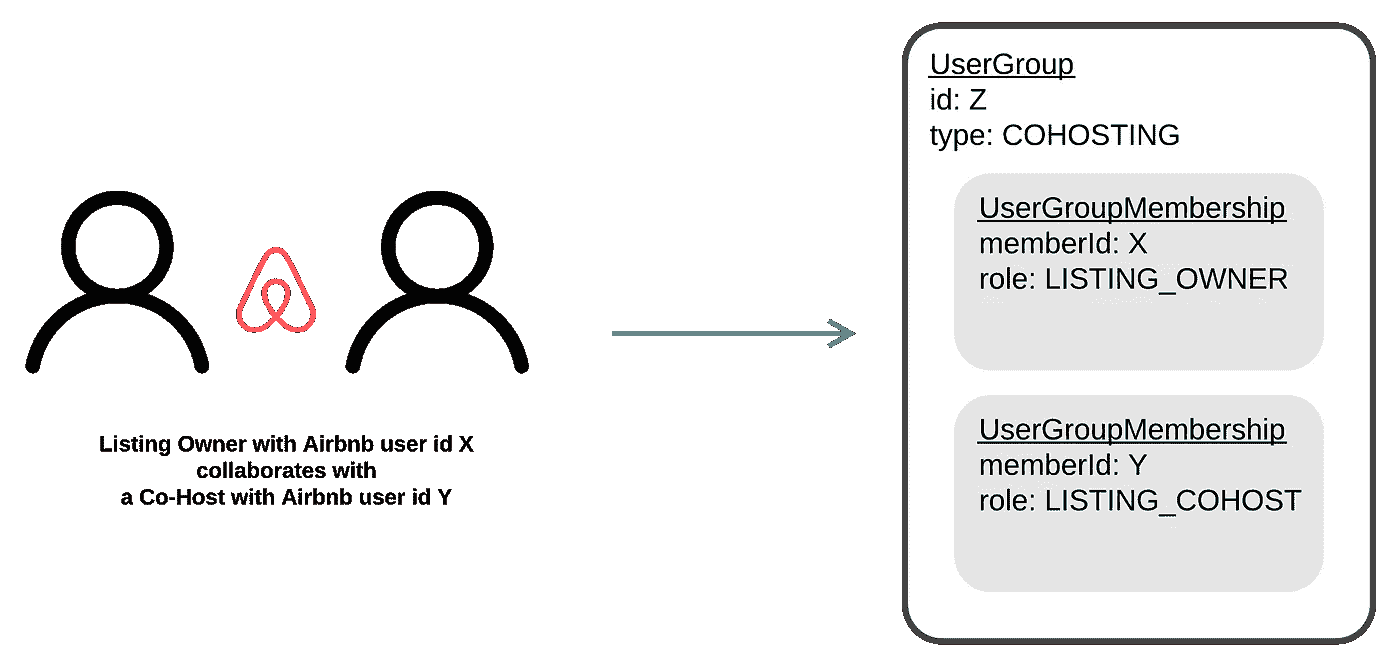 Listing Owner with Airbnb user id X
collaborates with
a Co-Host with Airbnb user id Y
UserGroup
id: Z
type: COHOSTING
UserGroupMembership
memberId: X
role: LISTING_OWNER
UserGroupMembership
memberId: Y
role: LISTING_COHOST